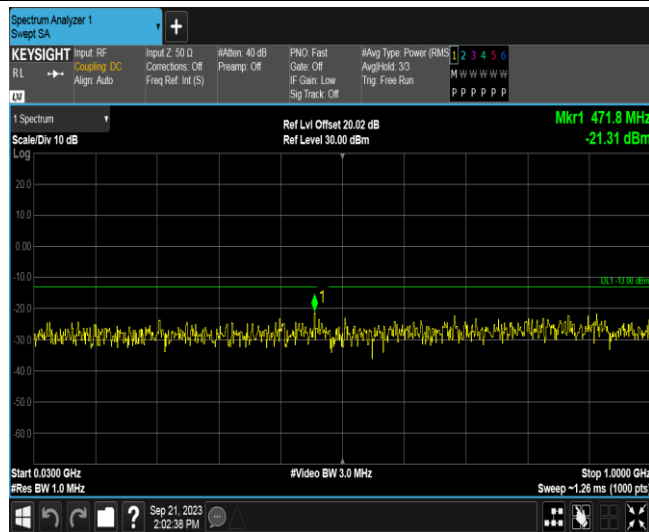 Spectrum Analyzer 1
Swept SA
+
KEYSIGHT
RL
LXI
Input: RF
Coupling: DC
Align: Auto
Input Z: 50 Ω
Corrections: Off
Freq Ref: Int (S)
#Atten: 40 dB
Preamp: Off
PNO: Fast
Gate: Off
IF Gain: Low
Sig Track: Off
#Avg Type: Power (RMS
Avg|Hold: 3/3
Trig: Free Run
1 2 3 4 5 6
M W W W W W
P P P P P P
1 Spectrum
Scale/Div 10 dB
Log
Ref Lvl Offset 20.02 dB
Ref Level 30.00 dBm
Mkr1 471.8 MHz
-21.31 dBm
20.0
10.0
0.00
-10.0
-20.0
-30.0
-40.0
-50.0
-60.0
DL1 -13.00 dBm
1
Start 0.0300 GHz
#Res BW 1.0 MHz
#Video BW 3.0 MHz
Stop 1.0000 GHz
Sweep ~1.26 ms (1000 pts)
?
Sep 21, 2023
2:02:38 PM